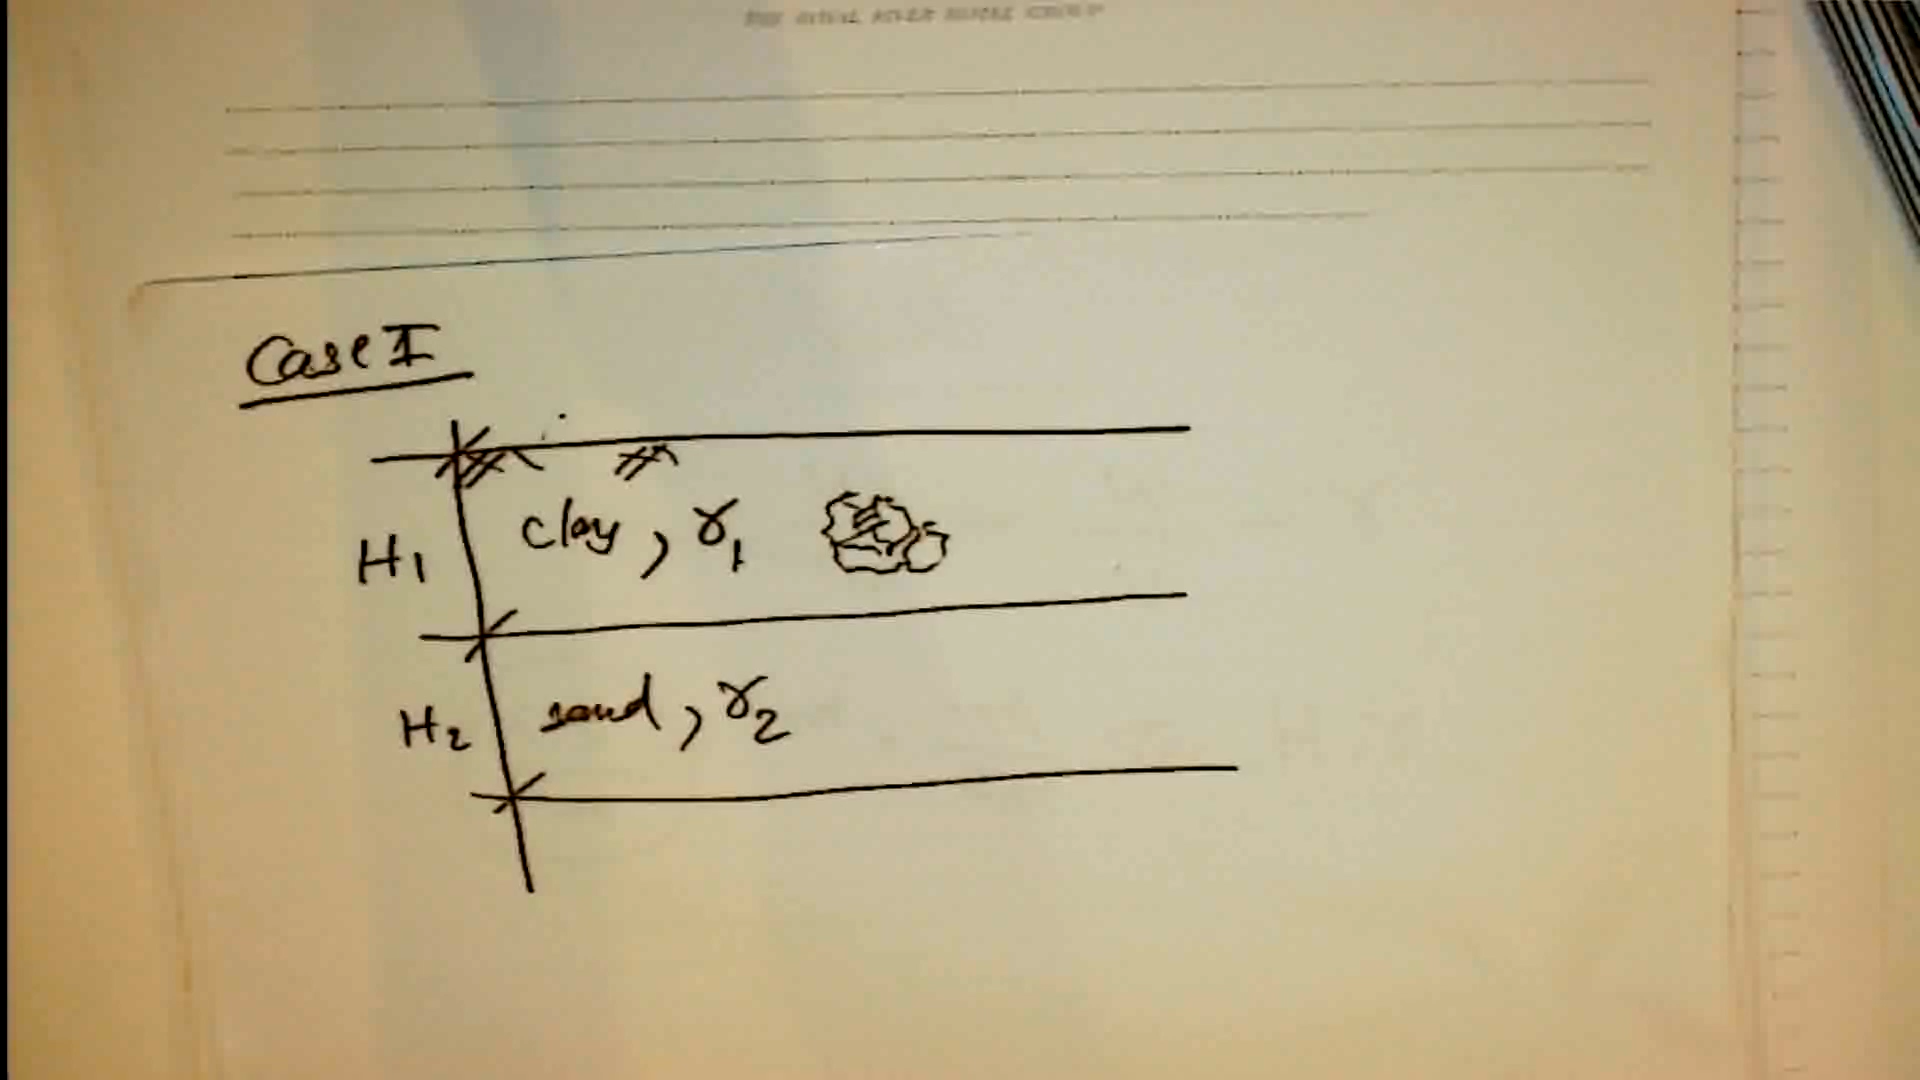 Case I
clay, γ₁
H₁
sand, γ₂
H₂